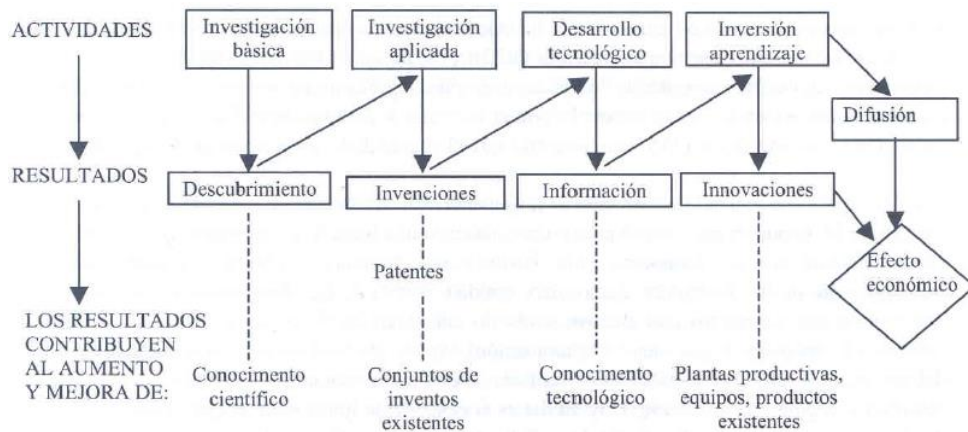 ACTIVIDADES
Investigación
bàsica
Investigación
aplicada
Desarrollo
tecnológico
Inversión
aprendizaje
Difusión
RESULTADOS
Descubrimiento
Invenciones
Información
Innovaciones
Patentes
Efecto
económico
LOS RESULTADOS
CONTRIBUYEN
AL AUMENTO
Y MEJORA DE:
Conocimento
científico
Conjuntos de
inventos
existentes
Conocimento
tecnológico
Plantas productivas,
equipos, productos
existentes